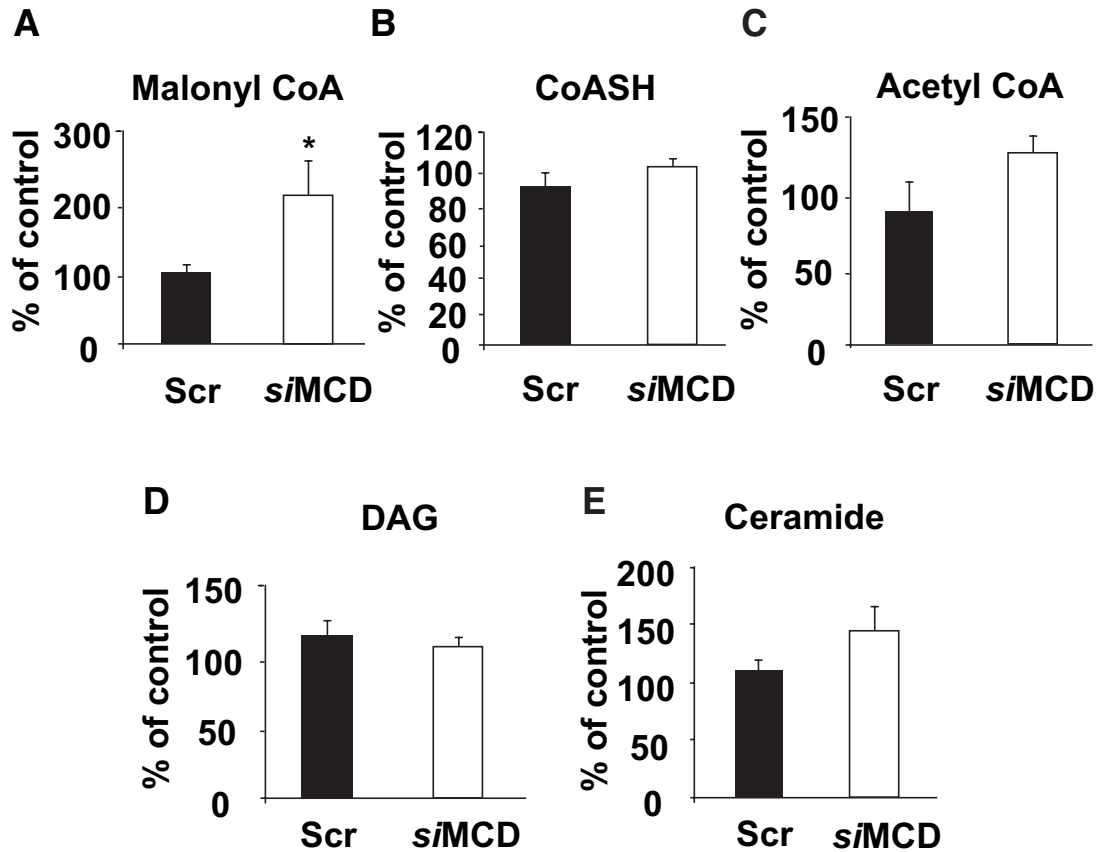 A
Malonyl CoA
% of control
300
200
100
0
*
Scr siMCD
B
CoASH
% of control
120
100
80
60
40
20
0
Scr siMCD
C
Acetyl CoA
% of control
150
100
50
0
Scr siMCD
D
DAG
% of control
150
100
50
0
Scr siMCD
E
Ceramide
% of control
200
150
100
50
0
Scr siMCD